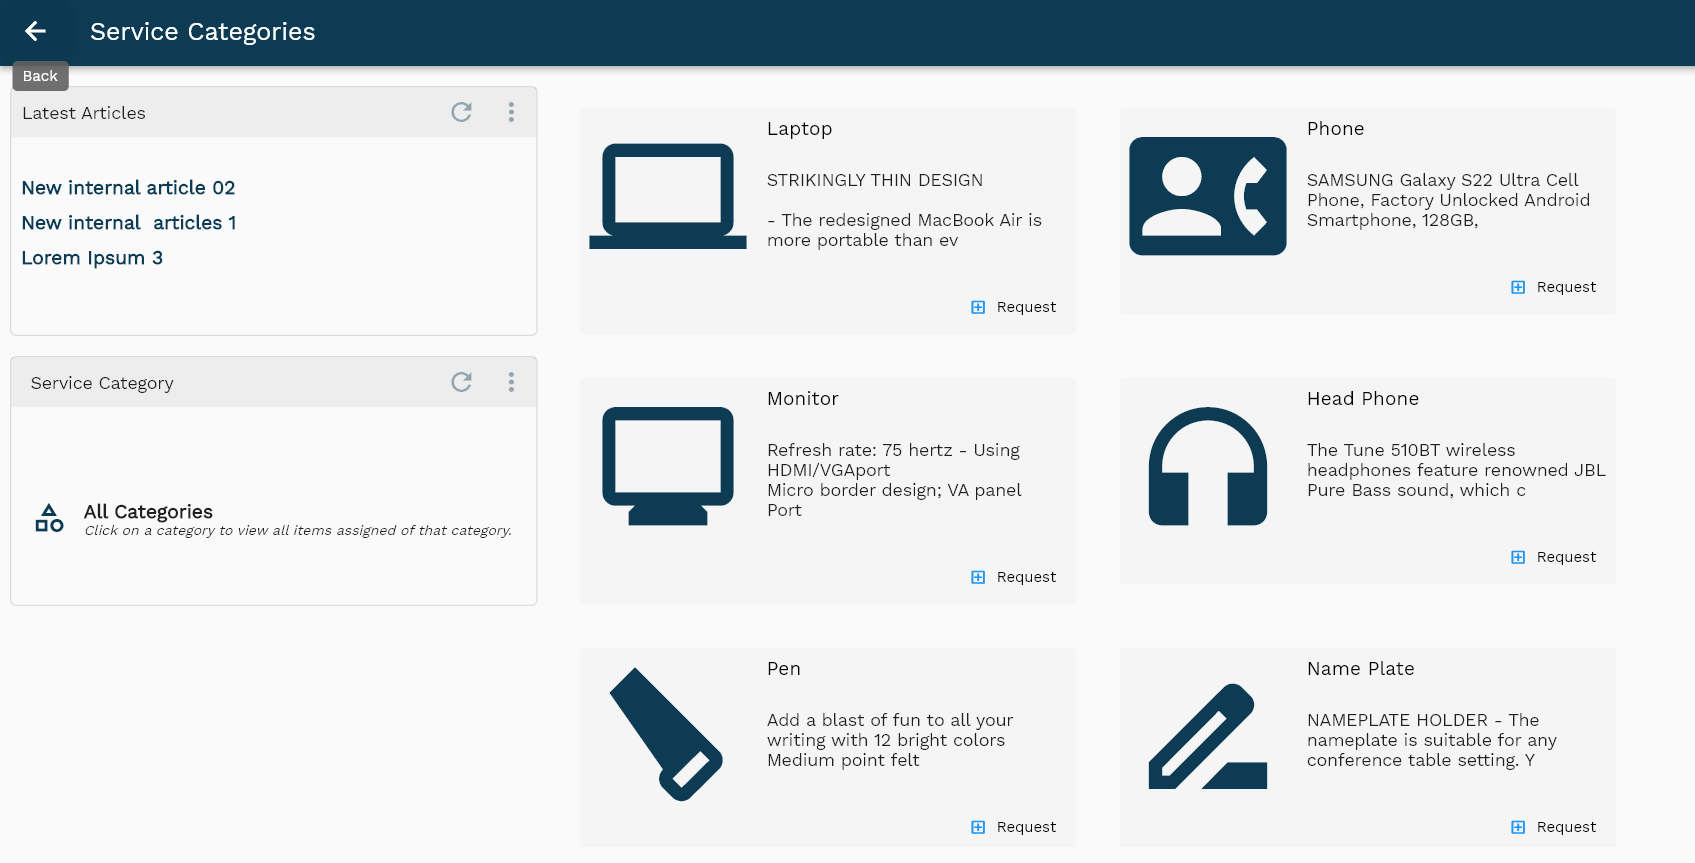 Service Categories
Back
Latest Articles
New internal article 02
New internal  articles 1
Lorem Ipsum 3
Service Category
All Categories
Click on a category to view all items assigned of that category.
Laptop
STRIKINGLY THIN DESIGN
- The redesigned MacBook Air is
more portable than ev
Request
Phone
SAMSUNG Galaxy S22 Ultra Cell
Phone, Factory Unlocked Android
Smartphone, 128GB,
Request
Monitor
Refresh rate: 75 hertz - Using
HDMI/VGAport
Micro border design; VA panel
Port
Request
Head Phone
The Tune 510BT wireless
headphones feature renowned JBL
Pure Bass sound, which c
Request
Pen
Add a blast of fun to all your
writing with 12 bright colors
Medium point felt
Request
Name Plate
NAMEPLATE HOLDER - The
nameplate is suitable for any
conference table setting. Y
Request